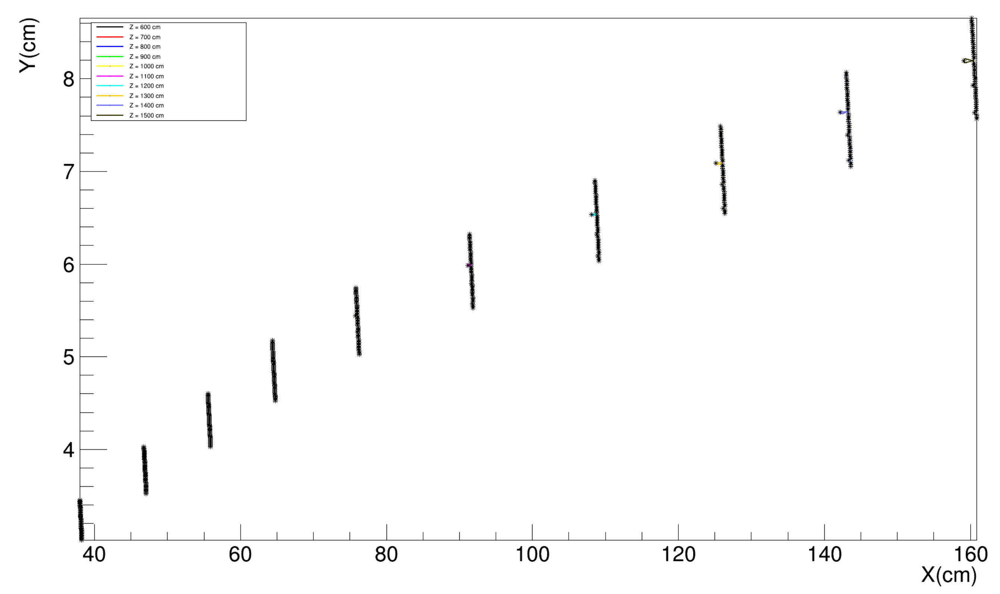 Y(cm)
Z = 600 cm
Z = 700 cm
Z = 800 cm
Z = 900 cm
Z = 1000 cm
Z = 1100 cm
Z = 1200 cm
Z = 1300 cm
Z = 1400 cm
Z = 1500 cm
8
7
6
5
4
40 60 80 100 120 140 160
X(cm)